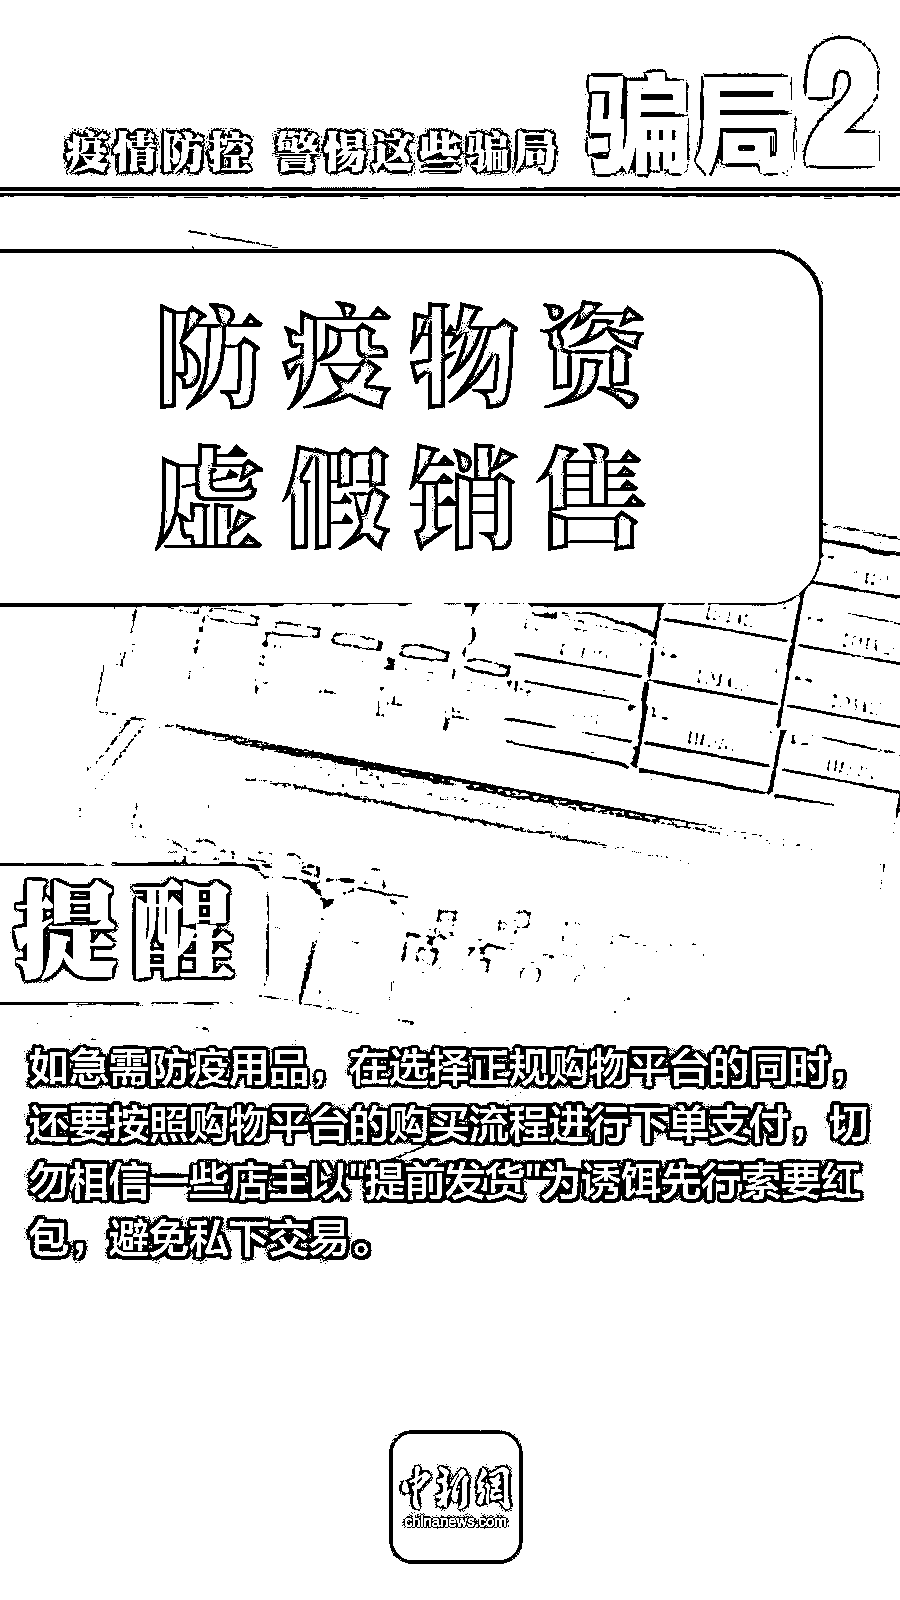 疫情防控 警惕这些骗局 骗局2
防疫物资
虚假销售
提醒
如急需防疫用品，在选择正规购物平台的同时，
还要按照购物平台的购买流程进行下单支付，切
勿相信一些店主以"提前发货"为诱饵先行索要红
包，避免私下交易。
中新網
chinanews.com